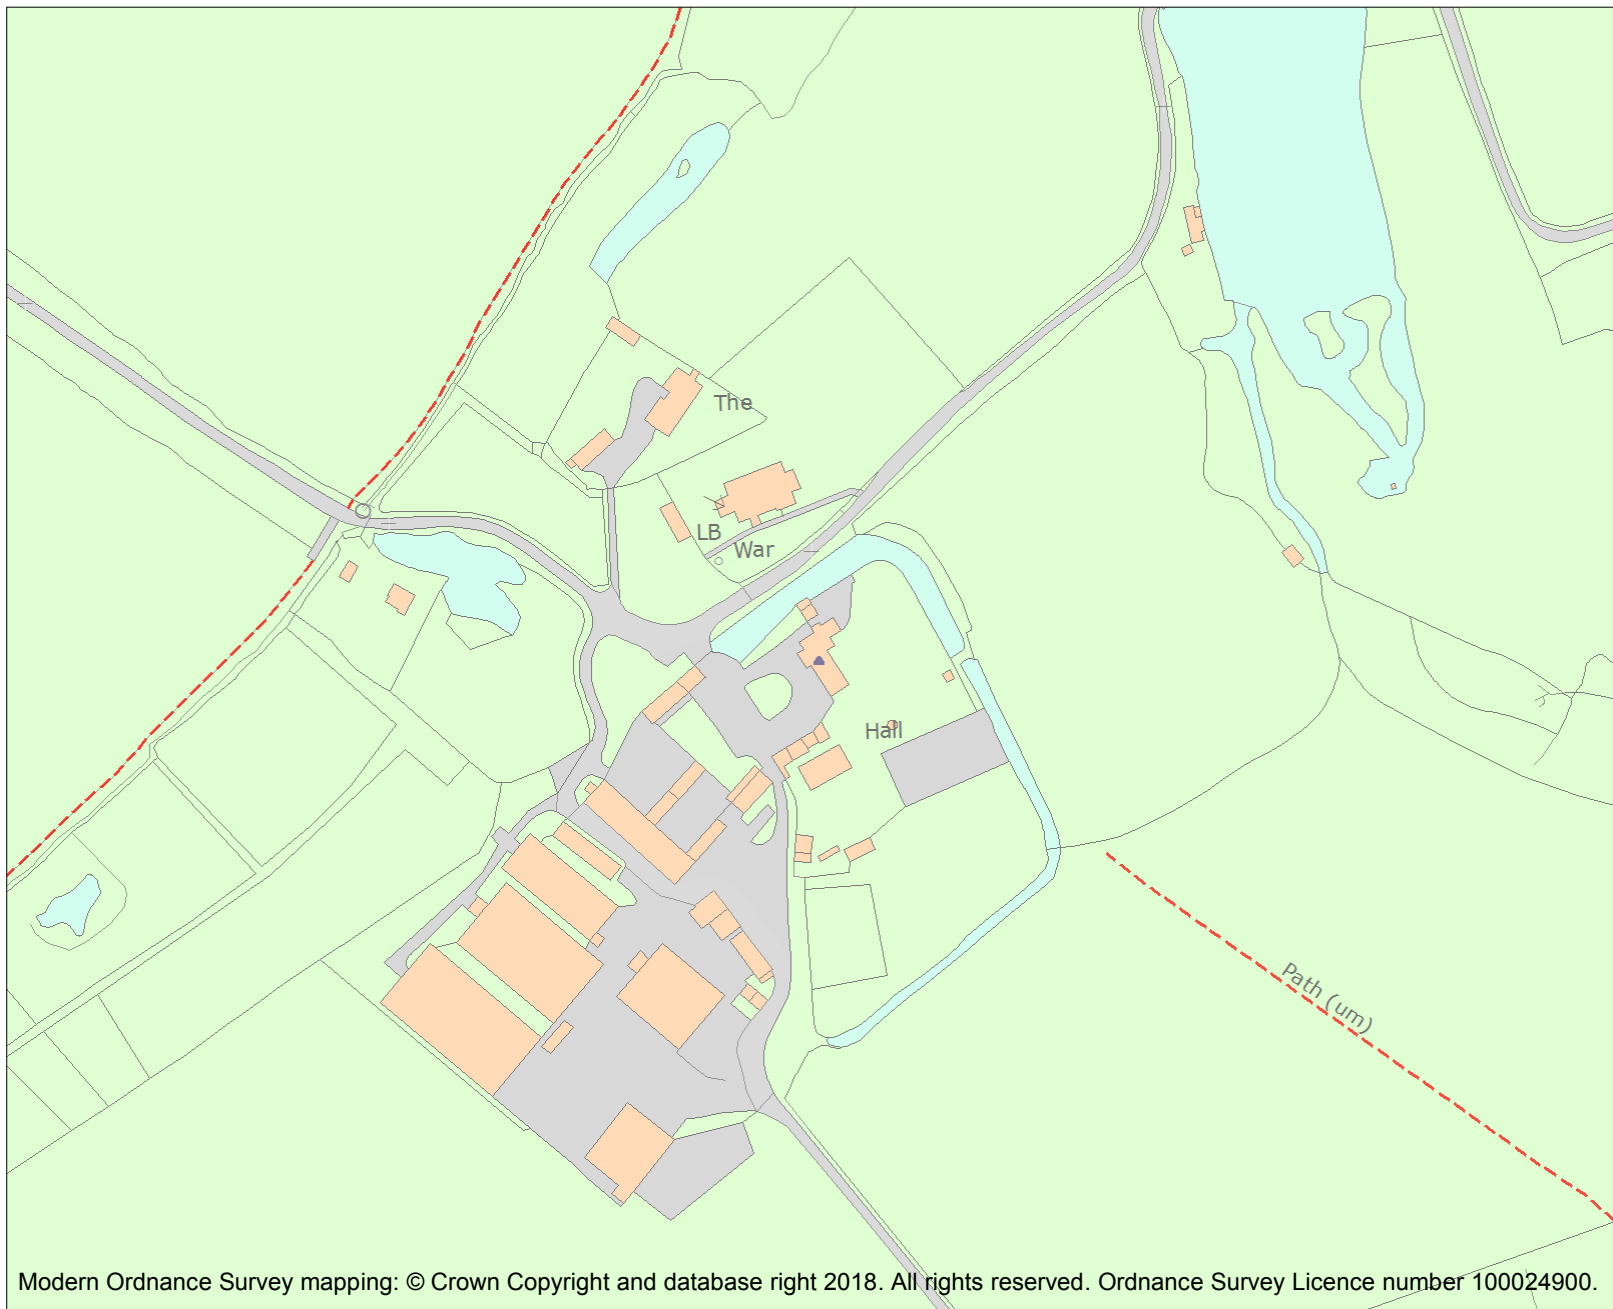 The
LB
War
Hall
Path (um)
Modern Ordnance Survey mapping: © Crown Copyright and database right 2018. All rights reserved. Ordnance Survey Licence number 100024900.